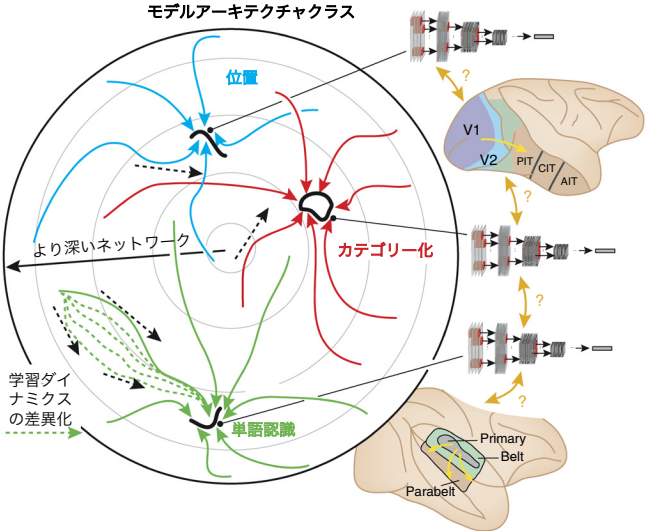 モデルアーキテクチャクラス
位置
?
V1
V2
PIT
CIT
AIT
?
より深いネットワーク
カテゴリー化
?
学習ダイ
ナミクス
の差異化
単語認識
?
Primary
Belt
Parabelt